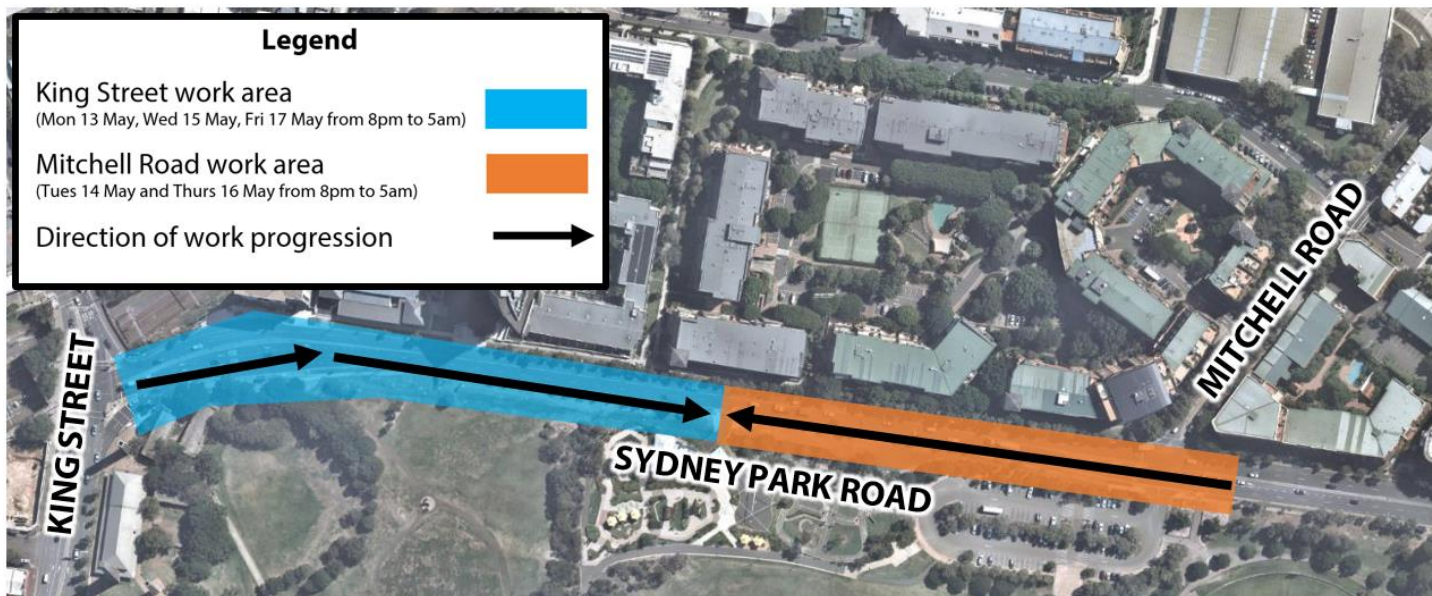 Legend
King Street work area
(Mon 13 May, Wed 15 May, Fri 17 May from 8pm to 5am)
Mitchell Road work area
(Tues 14 May and Thurs 16 May from 8pm to 5am)
Direction of work progression
KING STREET
SYDNEY PARK ROAD
MITCHELL ROAD